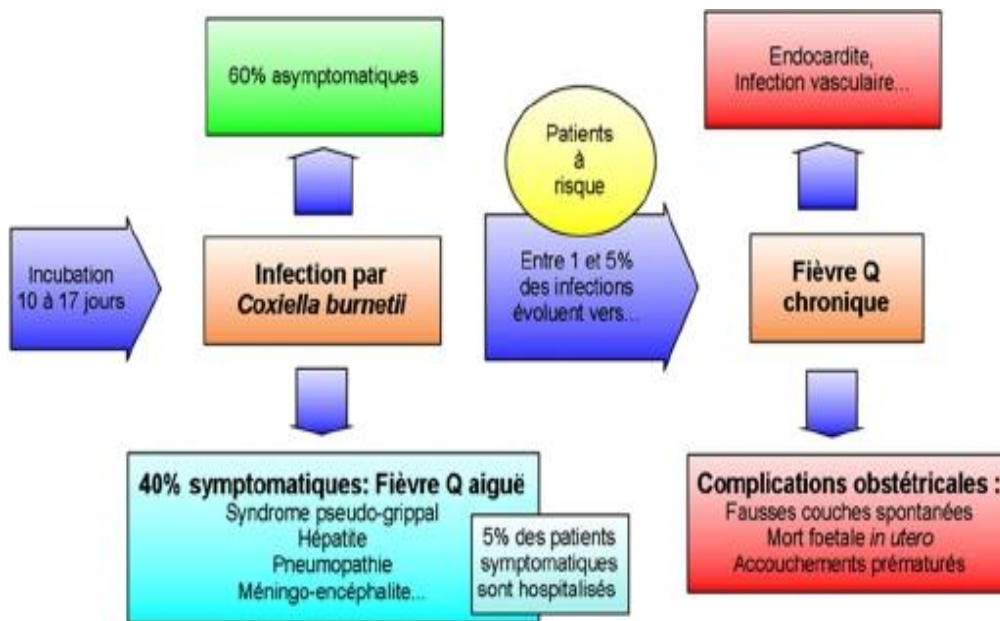 60% asymptomatiques
Endocardite,
Infection vasculaire...
Patients
à
risque
Incubation
10 à 17 jours
Infection par
Coxiella burnetii
Entre 1 et 5%
des infections
évoluent vers...
Fièvre Q
chronique
40% symptomatiques: Fièvre Q aiguë
Syndrome pseudo-grippal
Hépatite
Pneumopathie
Méningo-encéphalite...
5% des patients
symptomatiques
sont hospitalisés
Complications obstétricales :
Fausses couches spontanées
Mort foetale in utero
Accouchements prématurés